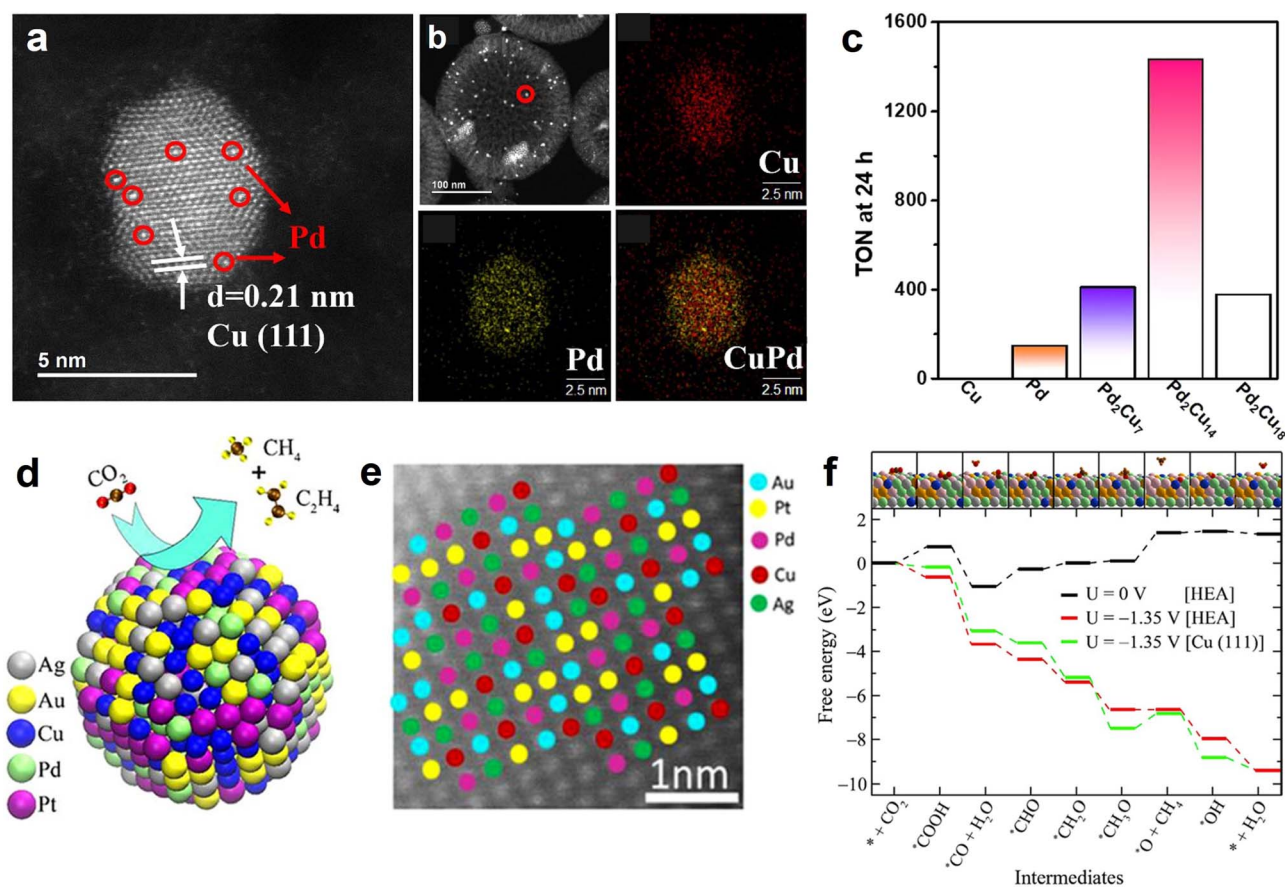 a
Pd
d=0.21 nm
Cu (111)
5 nm
b
100 nm
Cu
2.5 nm
Pd
2.5 nm
CuPd
2.5 nm
c
TON at 24 h
1600
1200
800
400
0
Cu
Pd
Pd₂Cu₇
Pd₂Cu₁₄
Pd₂Cu₁₈
d
CO₂
CH₄
+
C₂H₄
Ag
Au
Cu
Pd
Pt
e
Au
Pt
Pd
Cu
Ag
1nm
f
Free energy (eV)
2
0
−2
−4
−6
−8
−10
U = 0 V [HEA]
U = −1.35 V [HEA]
U = −1.35 V [Cu (111)]
* + CO₂
*COOH
*CO + H₂O
*CHO
*CH₂O
*CH₃O
*O + CH₄
*OH
* + H₂O
Intermediates